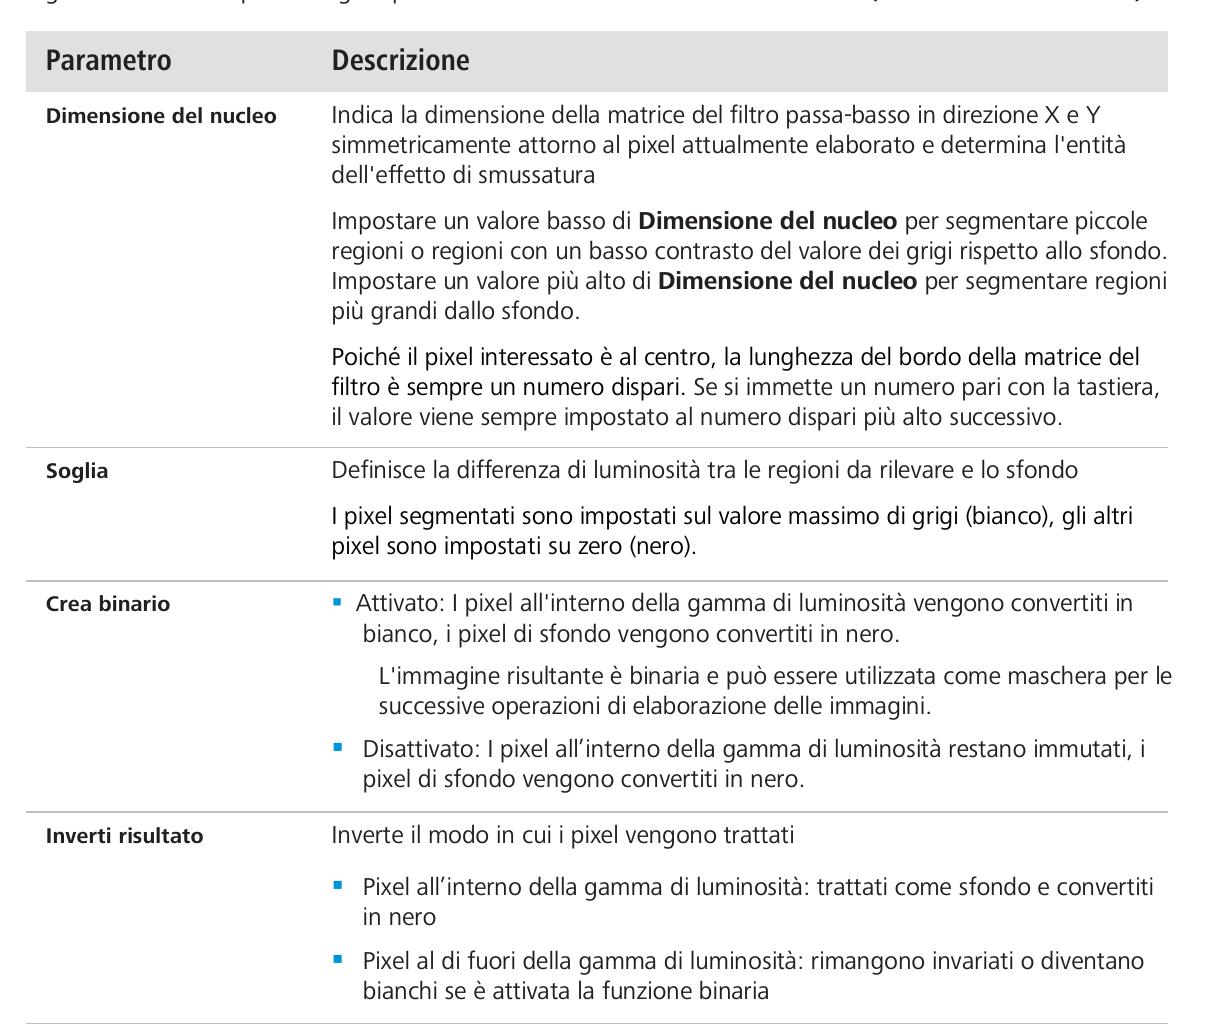 Parametro Descrizione
Dimensione del nucleo Indica la dimensione della matrice del filtro passa-basso in direzione X e Y
simmetricamente attorno al pixel attualmente elaborato e determina l'entità
dell'effetto di smussatura
Impostare un valore basso di Dimensione del nucleo per segmentare piccole
regioni o regioni con un basso contrasto del valore dei grigi rispetto allo sfondo.
Impostare un valore più alto di Dimensione del nucleo per segmentare regioni
più grandi dallo sfondo.
Poiché il pixel interessato è al centro, la lunghezza del bordo della matrice del
filtro è sempre un numero dispari. Se si immette un numero pari con la tastiera,
il valore viene sempre impostato al numero dispari più alto successivo.
Soglia Definisce la differenza di luminosità tra le regioni da rilevare e lo sfondo
I pixel segmentati sono impostati sul valore massimo di grigi (bianco), gli altri
pixel sono impostati su zero (nero).
Crea binario ▪ Attivato: I pixel all'interno della gamma di luminosità vengono convertiti in
bianco, i pixel di sfondo vengono convertiti in nero.
L'immagine risultante è binaria e può essere utilizzata come maschera per le
successive operazioni di elaborazione delle immagini.
▪ Disattivato: I pixel all’interno della gamma di luminosità restano immutati, i
pixel di sfondo vengono convertiti in nero.
Inverti risultato Inverte il modo in cui i pixel vengono trattati
▪ Pixel all’interno della gamma di luminosità: trattati come sfondo e convertiti
in nero
▪ Pixel al di fuori della gamma di luminosità: rimangono invariati o diventano
bianchi se è attivata la funzione binaria